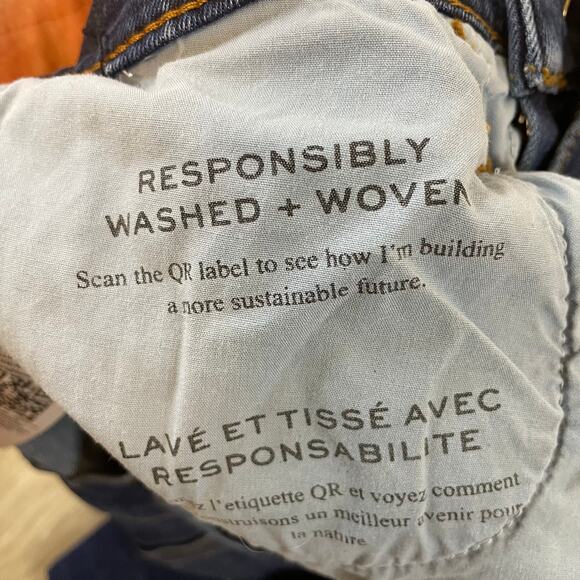 RESPONSIBLY
WASHED + WOVEN
Scan the QR label to see how I'm building
a more sustainable future.
LAVÉ ET TISSÉ AVEC
RESPONSABILITE
l'etiquette QR et voyez comment
un meilleur avenir pour
la nature